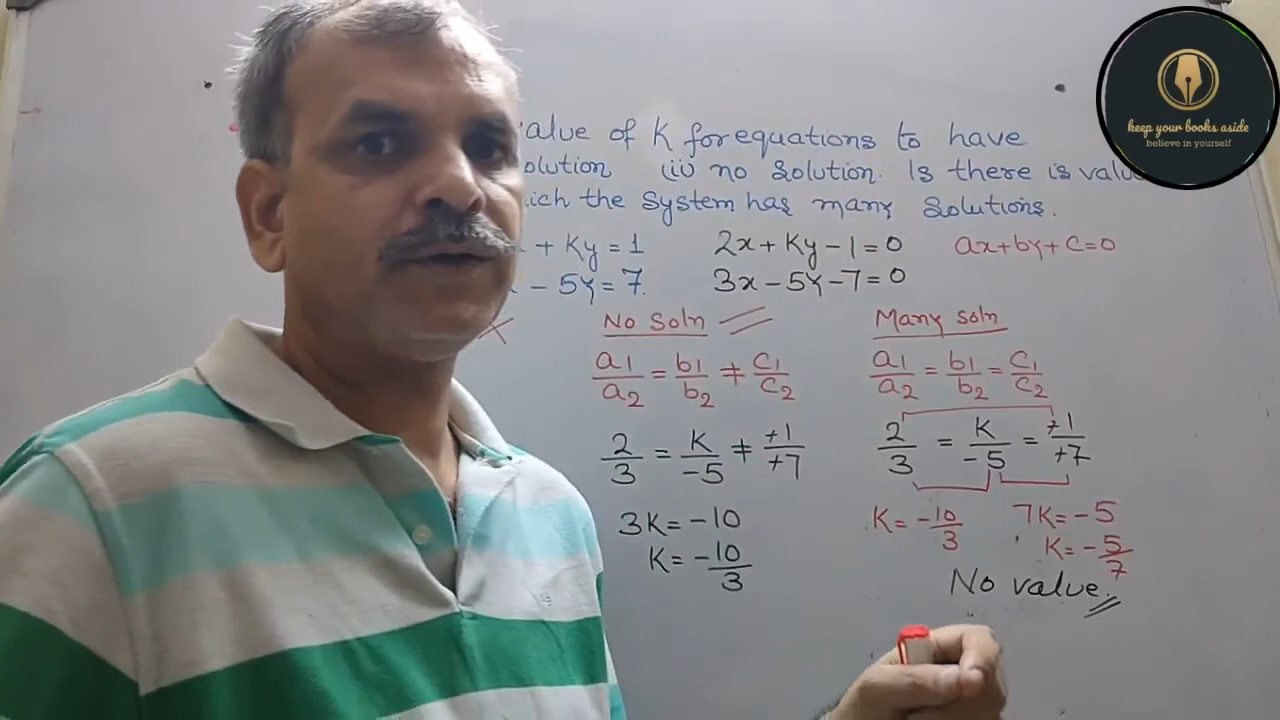 value of K for equations to have
solution (ii) no solution. Is there is value
which the system has many solutions.
+ Ky = 1
- 5y = 7.
2x + Ky - 1 = 0
3x - 5y - 7 = 0
ax + by + c = 0
No Soln
a1/a2 = b1/b2 ≠ c1/c2
2/3 = K/-5 ≠ +1/+7
3K = -10
K = -10/3
Many soln
a1/a2 = b1/b2 = c1/c2
2/3 = K/-5 = +1/+7
K = -10/3
7K = -5
K = -5/7
No value.
keep your books aside
believe in yourself